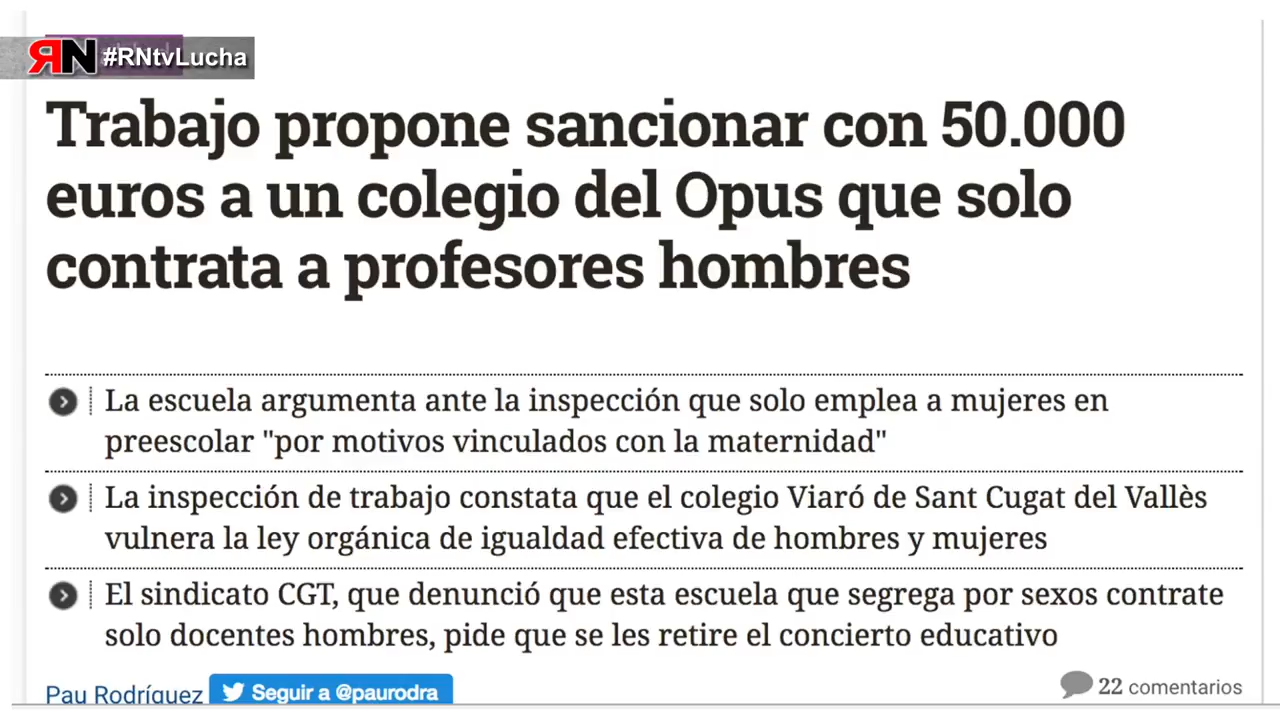 RN #RNtvLucha
Trabajo propone sancionar con 50.000
euros a un colegio del Opus que solo
contrata a profesores hombres
La escuela argumenta ante la inspección que solo emplea a mujeres en
preescolar "por motivos vinculados con la maternidad"
La inspección de trabajo constata que el colegio Viaró de Sant Cugat del Vallès
vulnera la ley orgánica de igualdad efectiva de hombres y mujeres
El sindicato CGT, que denunció que esta escuela que segrega por sexos contrate
solo docentes hombres, pide que se les retire el concierto educativo
Pau Rodríguez Seguir a @paurodra 22 comentarios